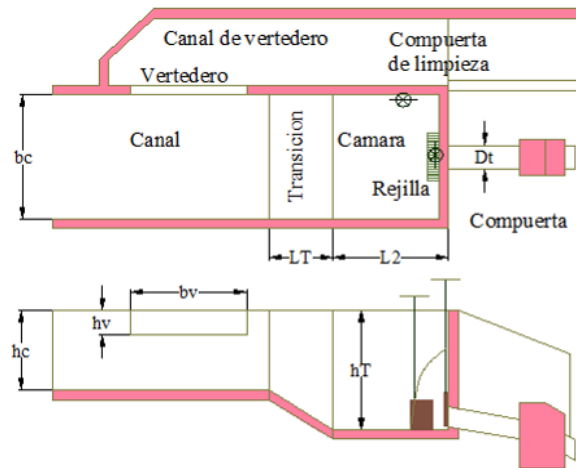 Canal de vertedero
Compuerta
de limpieza
Vertedero
bc
Canal
Transicion
Camara
Rejilla
Dt
Compuerta
LT
L2
bv
hv
hc
hT